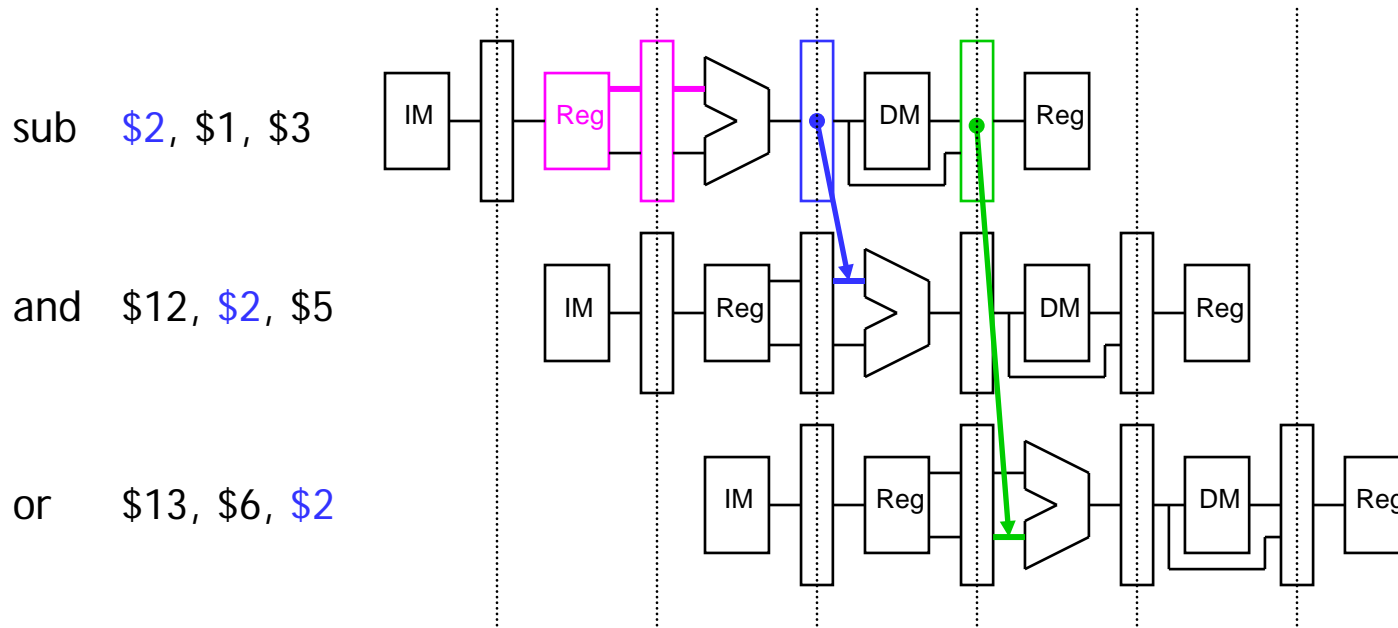 IM Reg DM Reg
sub $2, $1, $3
IM Reg DM Reg
and $12, $2, $5
IM Reg DM Reg
or $13, $6, $2